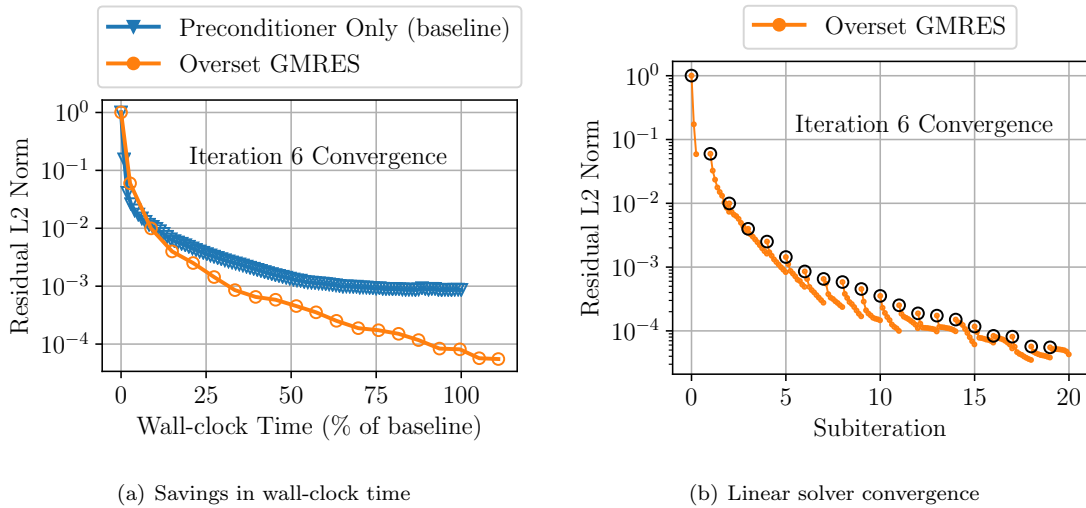 Preconditioner Only (baseline)
Overset GMRES
Residual L2 Norm
10^0
10^-1
10^-2
10^-3
10^-4
Iteration 6 Convergence
0 25 50 75 100
Wall-clock Time (% of baseline)
(a) Savings in wall-clock time
Overset GMRES
Residual L2 Norm
10^0
10^-1
10^-2
10^-3
10^-4
Iteration 6 Convergence
0 5 10 15 20
Subiteration
(b) Linear solver convergence